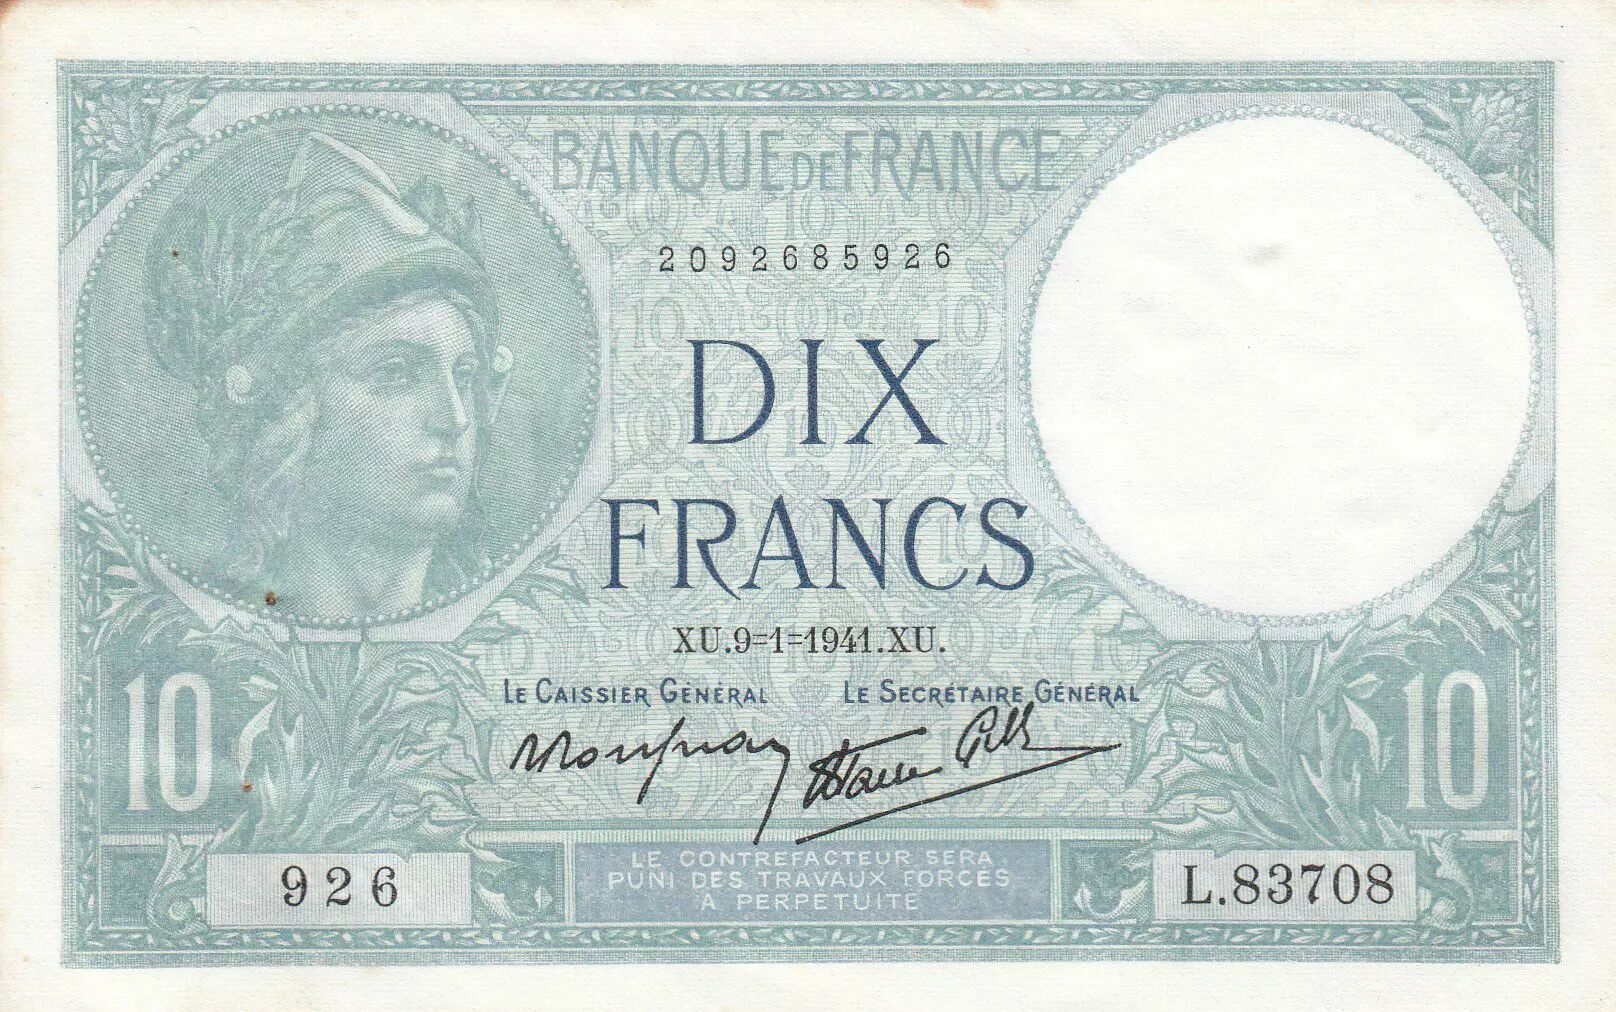 BANQUE DE FRANCE
2092685926
DIX
FRANCS
XU.9=1=1941.XU.
LE CAISSIER GÉNÉRAL LE SECRÉTAIRE GÉNÉRAL
10 10
926 L.83708
LE CONTREFACTEUR SERA
PUNI DES TRAVAUX FORCÉS
À PERPÉTUITÉ